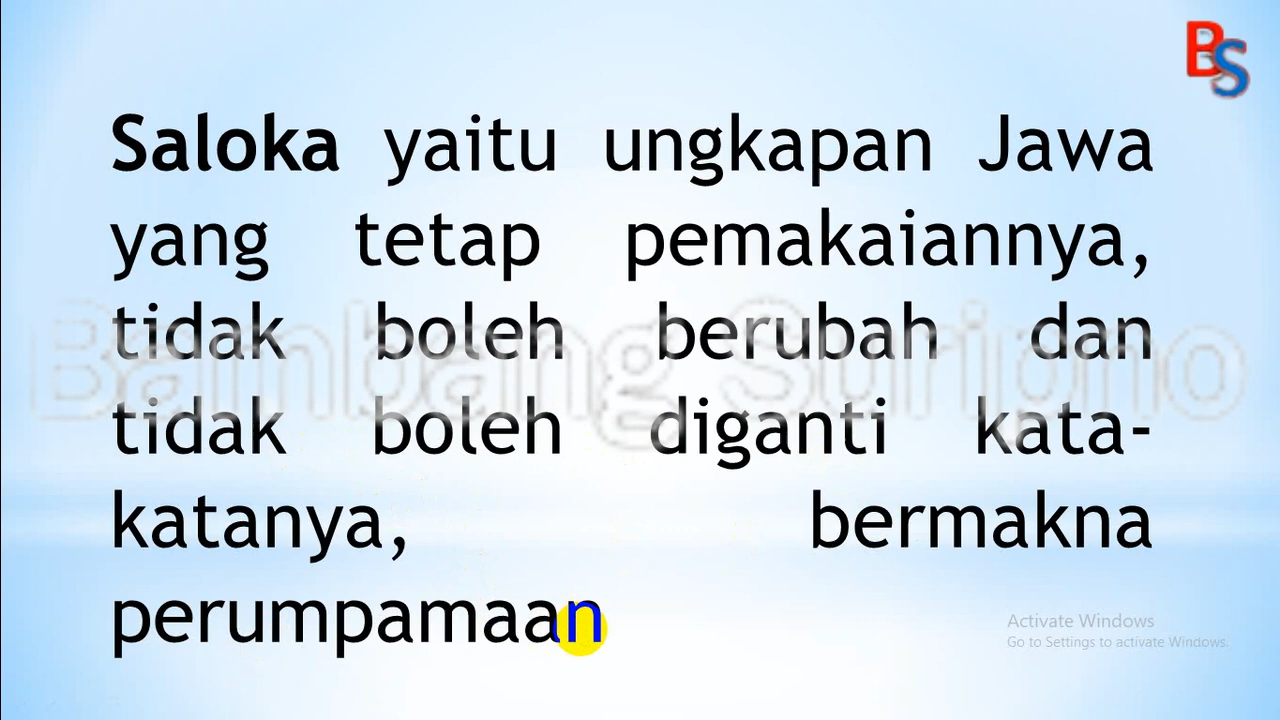 BS
Saloka yaitu ungkapan Jawa
yang tetap pemakaiannya,
tidak boleh berubah dan
tidak boleh diganti kata-
katanya, bermakna
perumpamaan
Bambang Suripno
Activate Windows
Go to Settings to activate Windows.